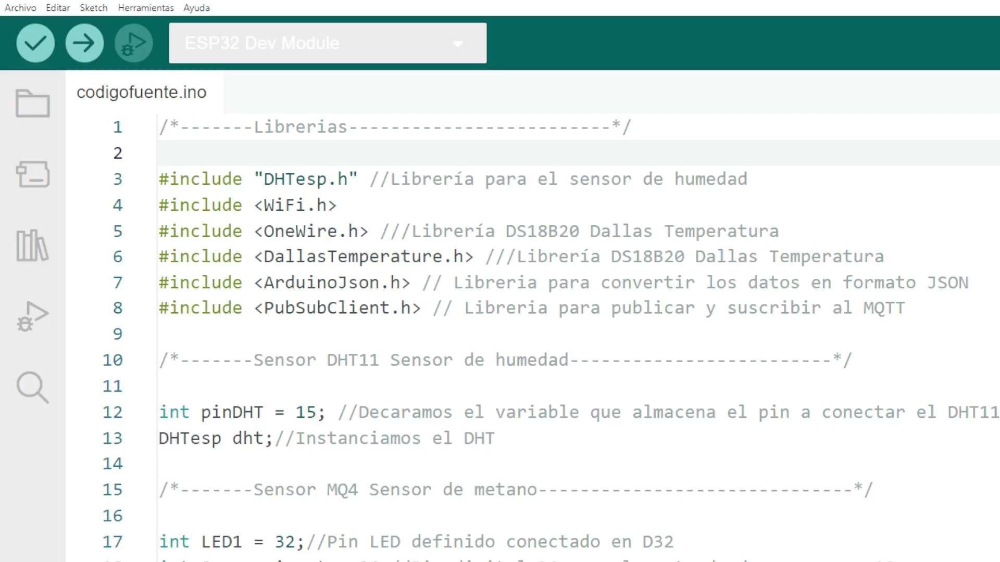 Archivo Editar Sketch Herramientas Ayuda
ESP32 Dev Module
codigofuente.ino
1 /*-------Librerias-------------------------*/
2
3 #include "DHTesp.h" //Librería para el sensor de humedad
4 #include <WiFi.h>
5 #include <OneWire.h> ///Librería DS18B20 Dallas Temperatura
6 #include <DallasTemperature.h> ///Librería DS18B20 Dallas Temperatura
7 #include <ArduinoJson.h> // Libreria para convertir los datos en formato JSON
8 #include <PubSubClient.h> // Libreria para publicar y suscribir al MQTT
9
10 /*-------Sensor DHT11 Sensor de humedad-------------------------*/
11
12 int pinDHT = 15; //Decaramos el variable que almacena el pin a conectar el DHT11
13 DHTesp dht;//Instanciamos el DHT
14
15 /*-------Sensor MQ4 Sensor de metano------------------------------*/
16
17 int LED1 = 32;//Pin LED definido conectado en D32